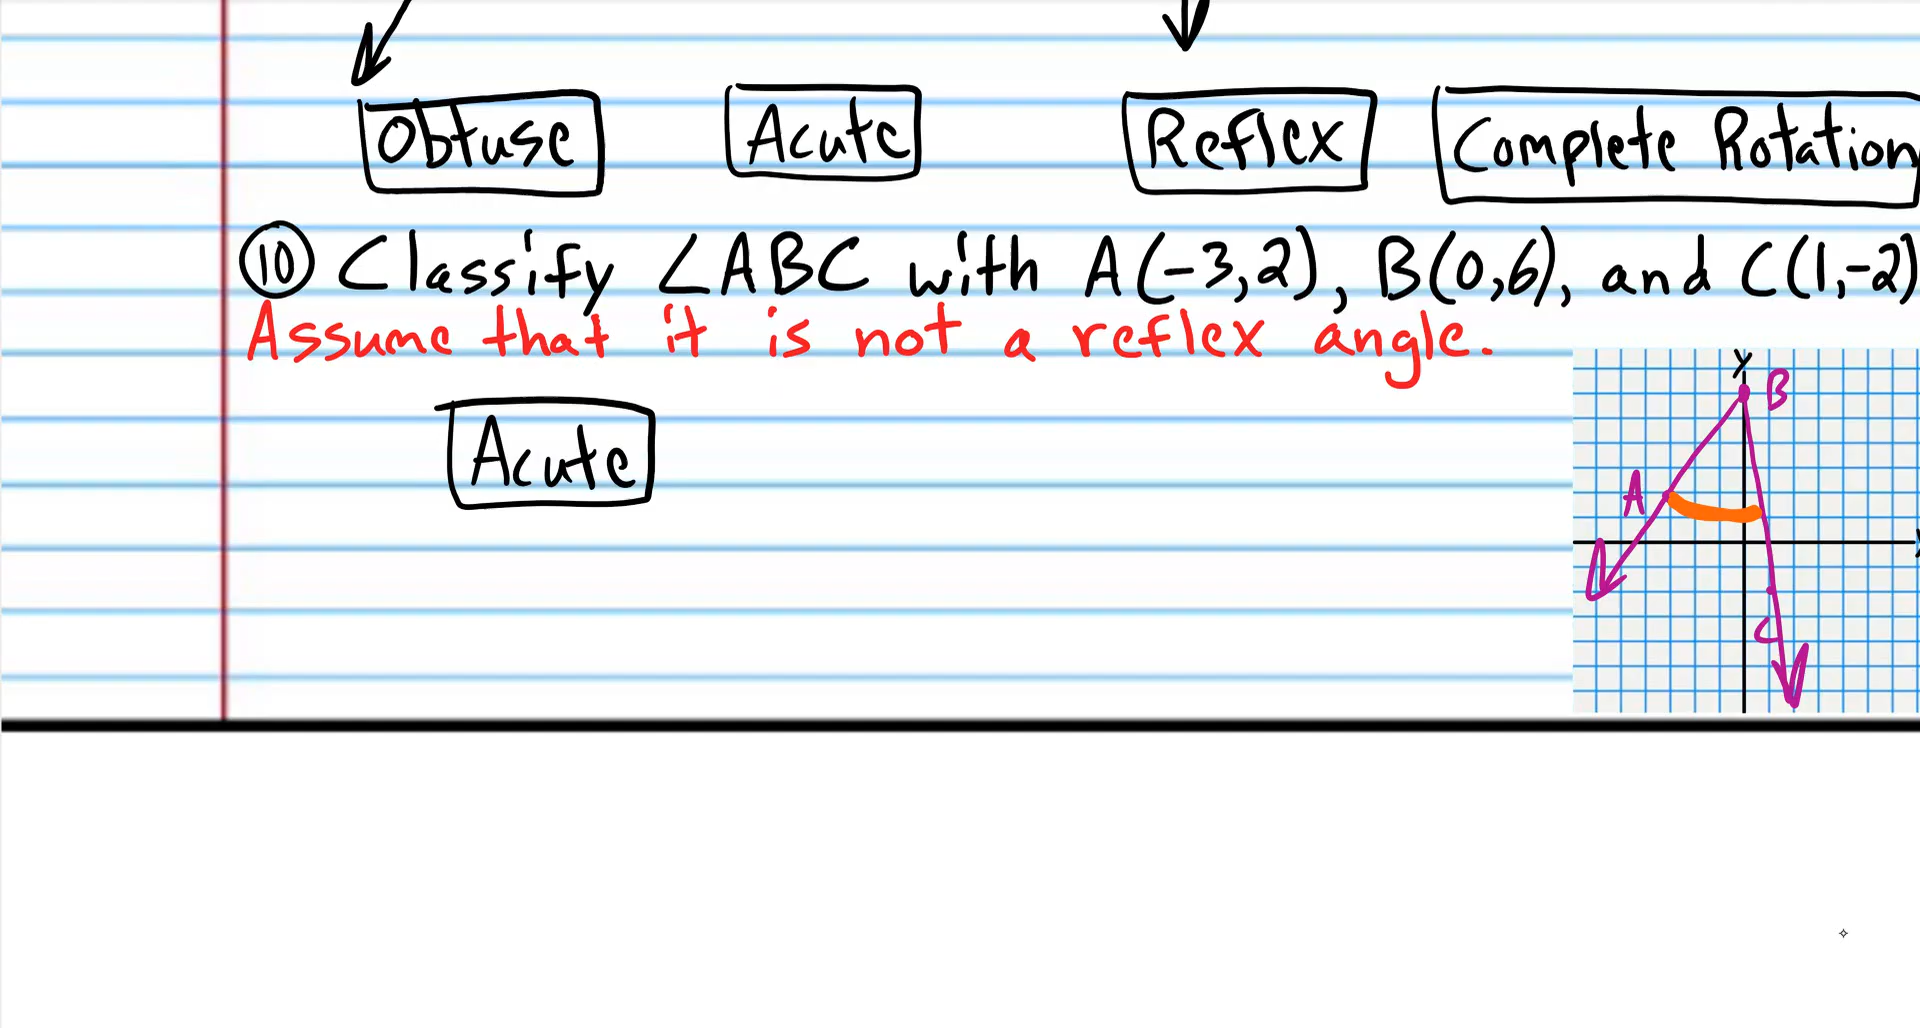 Obtuse Acute Reflex Complete Rotation
10 Classify ∠ABC with A(-3,2), B(0,6), and C(1,-2)
Assume that it is not a reflex angle.
Acute
y
B
A
C